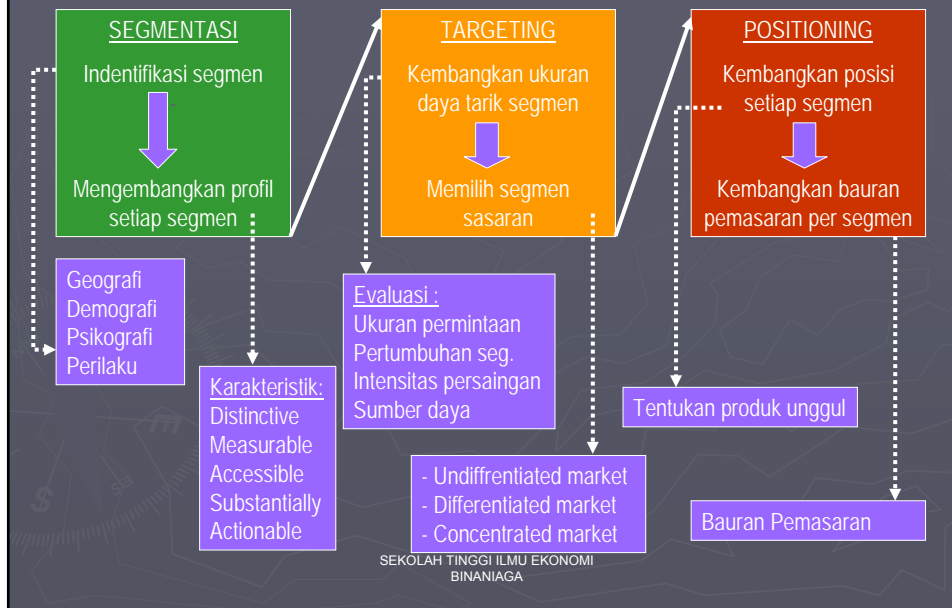 SEGMENTASI
Indentifikasi segmen
Mengembangkan profil
setiap segmen
TARGETING
Kembangkan ukuran
daya tarik segmen
Memilih segmen
sasaran
POSITIONING
Kembangkan posisi
setiap segmen
Kembangkan bauran
pemasaran per segmen
Geografi
Demografi
Psikografi
Perilaku
Karakteristik:
Distinctive
Measurable
Accessible
Substantially
Actionable
Evaluasi :
Ukuran permintaan
Pertumbuhan seg.
Intensitas persaingan
Sumber daya
- Undiffrentiated market
- Differentiated market
- Concentrated market
Tentukan produk unggul
Bauran Pemasaran
SEKOLAH TINGGI ILMU EKONOMI
BINANIAGA